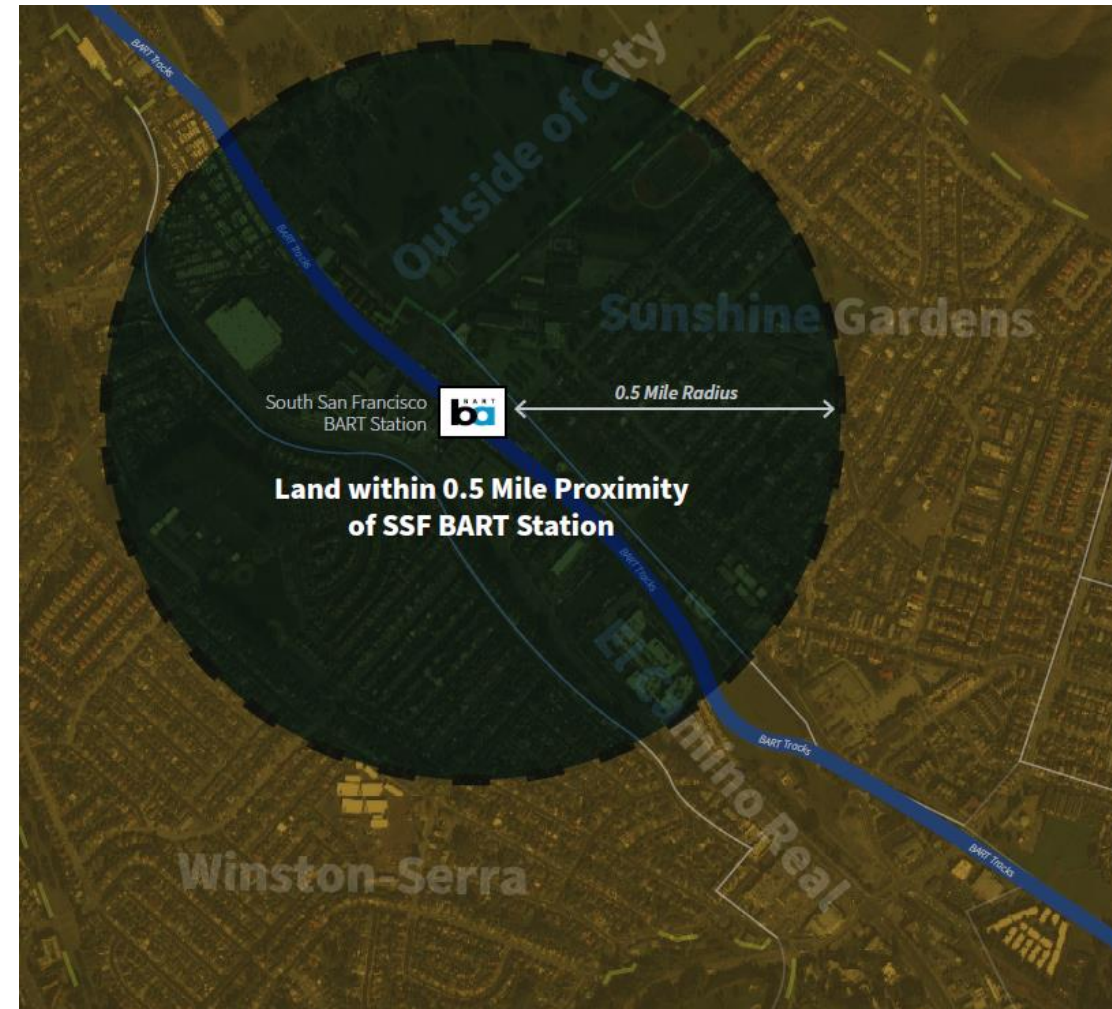 BART Tracks
Outside of City
BART Tracks
Sunshine Gardens
0.5 Mile Radius
South San Francisco
BART Station
BART
ba
Land within 0.5 Mile Proximity
of SSF BART Station
BART Tracks
El Camino Real
BART Tracks
BART Tracks
Winston-Serra